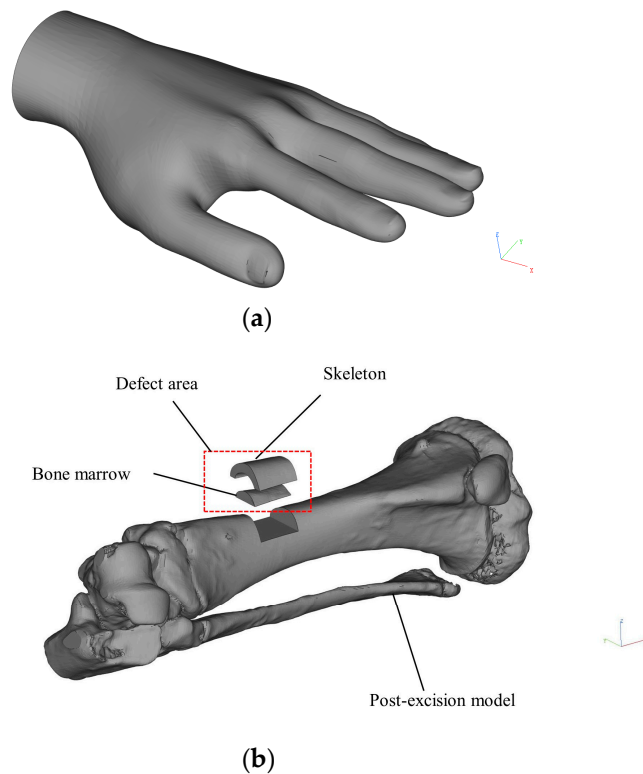 Z
Y
X
(a)
Defect area
Skeleton
Bone marrow
Z
Y
Post-excision model
(b)